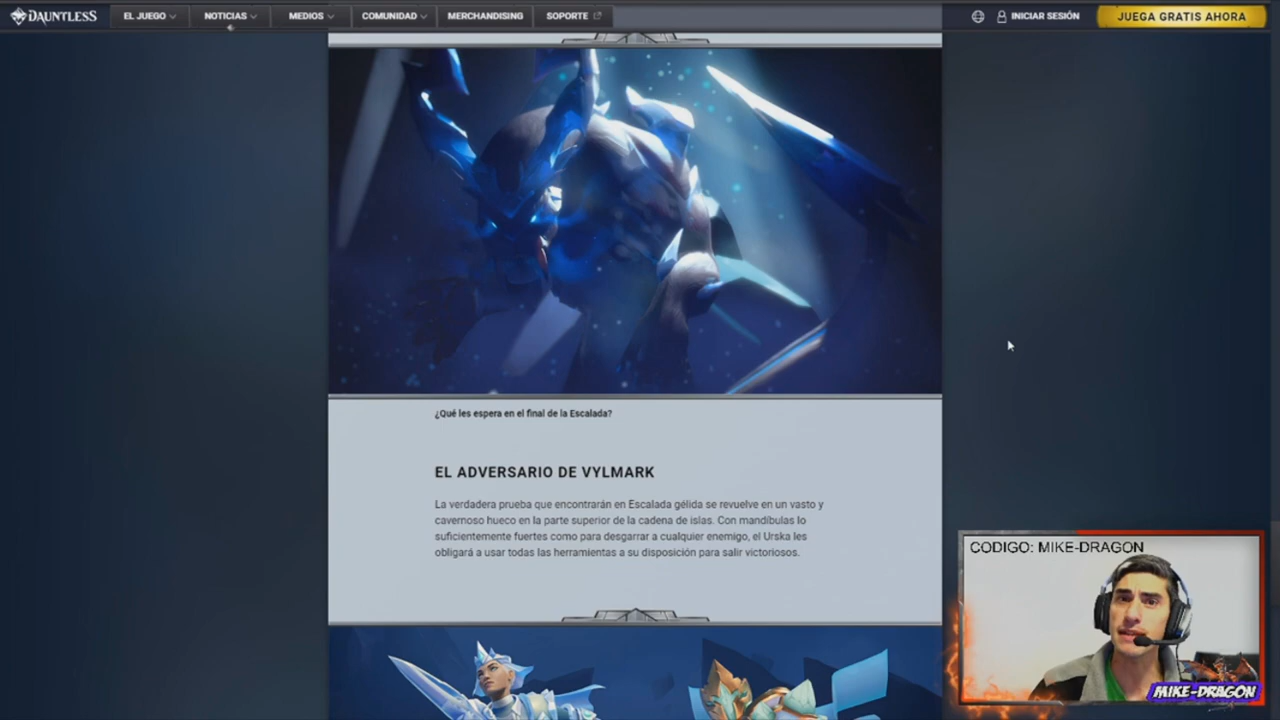 DAUNTLESS
EL JUEGO
NOTICIAS
MEDIOS
COMUNIDAD
MERCHANDISING
SOPORTE
INICIAR SESIÓN
JUEGA GRATIS AHORA
¿Qué les espera en el final de la Escalada?
EL ADVERSARIO DE VYLMARK
La verdadera prueba que encontrarán en Escalada gélida se revuelve en un vasto y
cavernoso hueco en la parte superior de la cadena de islas. Con mandíbulas lo
suficientemente fuertes como para desgarrar a cualquier enemigo, el Urska les
obligará a usar todas las herramientas a su disposición para salir victoriosos.
CODIGO: MIKE-DRAGON
MIKE-DRAGON